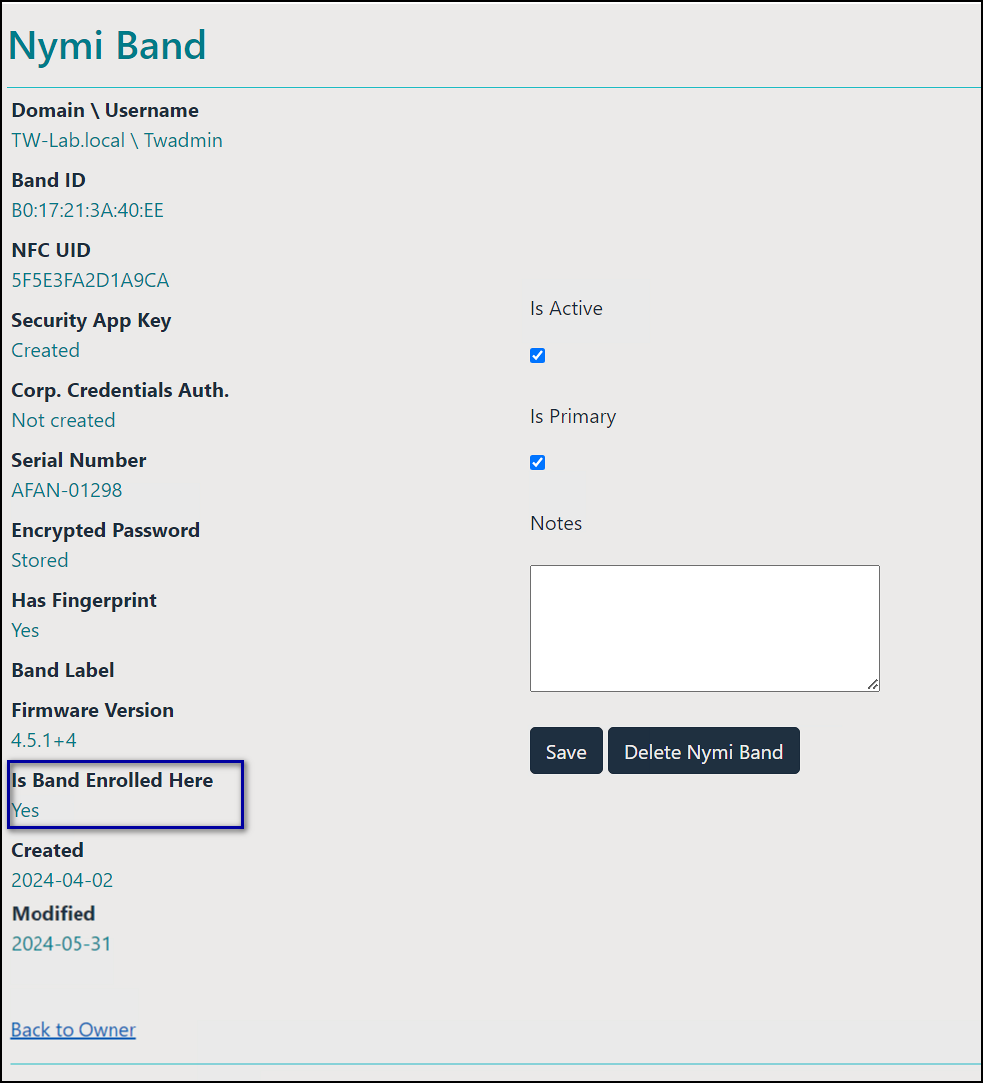 Nymi Band
Domain \ Username
TW-Lab.local \ Twadmin
Band ID
B0:17:21:3A:40:EE
NFC UID
5F5E3FA2D1A9CA
Security App Key
Created
Corp. Credentials Auth.
Not created
Serial Number
AFAN-01298
Encrypted Password
Stored
Has Fingerprint
Yes
Band Label
Firmware Version
4.5.1+4
Is Band Enrolled Here
Yes
Created
2024-04-02
Modified
2024-05-31
Back to Owner
Is Active
Is Primary
Notes
Save
Delete Nymi Band